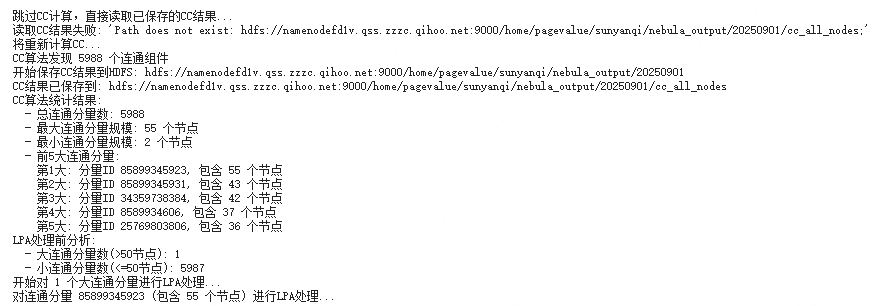 跳过CC计算，直接读取已保存的CC结果...
读取CC结果失败: 'Path does not exist: hdfs://namenodefd1v.qss.zzzc.qihoo.net:9000/home/pagevalue/sunyanqi/nebula_output/20250901/cc_all_nodes;'
将重新计算CC...
CC算法发现 5988 个连通组件
开始保存CC结果到HDFS: hdfs://namenodefd1v.qss.zzzc.qihoo.net:9000/home/pagevalue/sunyanqi/nebula_output/20250901
CC结果已保存到: hdfs://namenodefd1v.qss.zzzc.qihoo.net:9000/home/pagevalue/sunyanqi/nebula_output/20250901/cc_all_nodes
CC算法统计结果:
- 总连通分量数: 5988
- 最大连通分量规模: 55 个节点
- 最小连通分量规模: 2 个节点
- 前5大连通分量:
第1大: 分量ID 85899345923, 包含 55 个节点
第2大: 分量ID 85899345931, 包含 43 个节点
第3大: 分量ID 34359738384, 包含 42 个节点
第4大: 分量ID 8589934606, 包含 37 个节点
第5大: 分量ID 25769803806, 包含 36 个节点
LPA处理前分析:
- 大连通分量数(>50节点): 1
- 小连通分量数(<=50节点): 5987
开始对 1 个大连通分量进行LPA处理...
对连通分量 85899345923 (包含 55 个节点) 进行LPA处理...